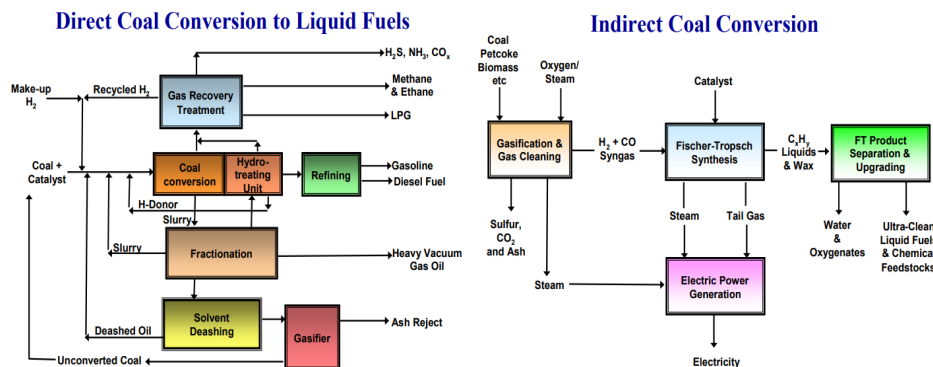 Direct Coal Conversion to Liquid Fuels
H₂S, NH₃, COₓ
Make-up
H₂
Recycled H₂
Gas Recovery
Treatment
Methane
& Ethane
LPG
Coal +
Catalyst
Coal
conversion
Hydro-
treating
Unit
Refining
Gasoline
Diesel Fuel
H-Donor
Slurry
Slurry
Fractionation
Heavy Vacuum
Gas Oil
Solvent
Deashing
Deashed Oil
Gasifier
Ash Reject
Unconverted Coal
Indirect Coal Conversion
Coal
Petcoke
Biomass
etc
Oxygen/
Steam
Catalyst
Gasification &
Gas Cleaning
H₂ + CO
Syngas
Fischer-Tropsch
Synthesis
CₓHᵧ
Liquids
& Wax
FT Product
Separation &
Upgrading
Sulfur,
CO₂
and Ash
Steam
Steam
Tail Gas
Water
&
Oxygenates
Ultra-Clean
Liquid Fuels
& Chemical
Feedstocks
Electric Power
Generation
Electricity